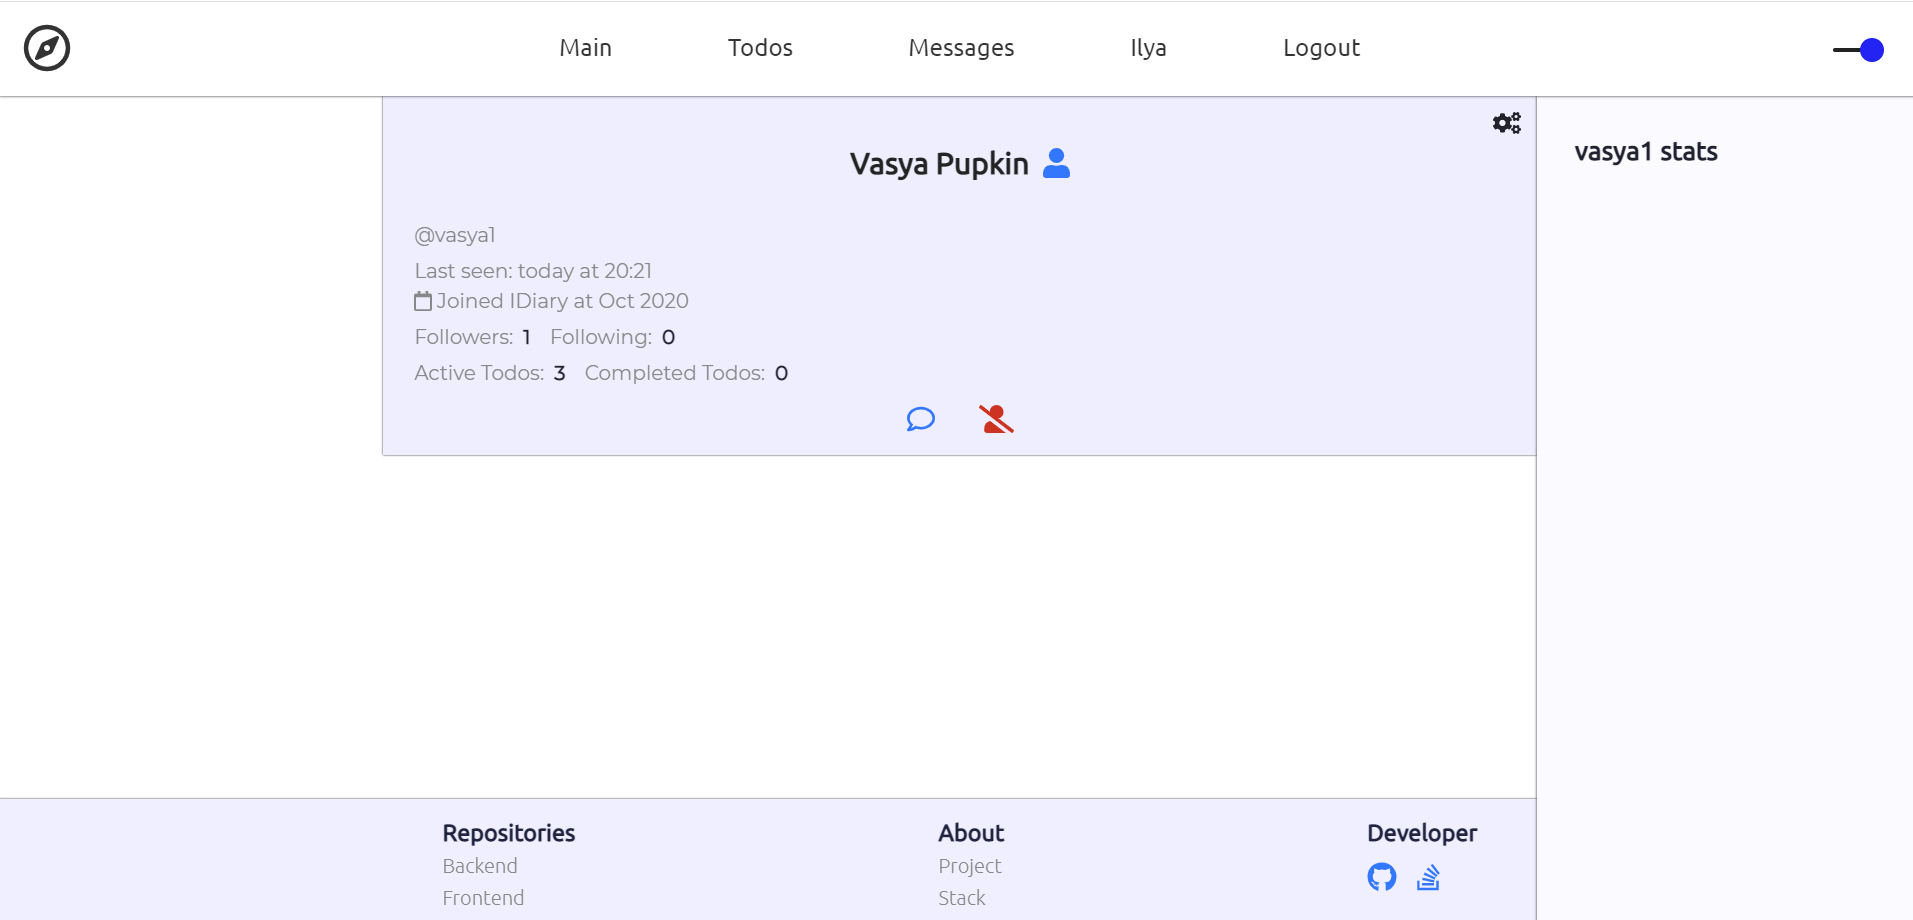 Main Todos Messages Ilya Logout
Vasya Pupkin
@vasya1
Last seen: today at 20:21
Joined IDiary at Oct 2020
Followers: 1 Following: 0
Active Todos: 3 Completed Todos: 0
vasya1 stats
Repositories
Backend
Frontend
About
Project
Stack
Developer